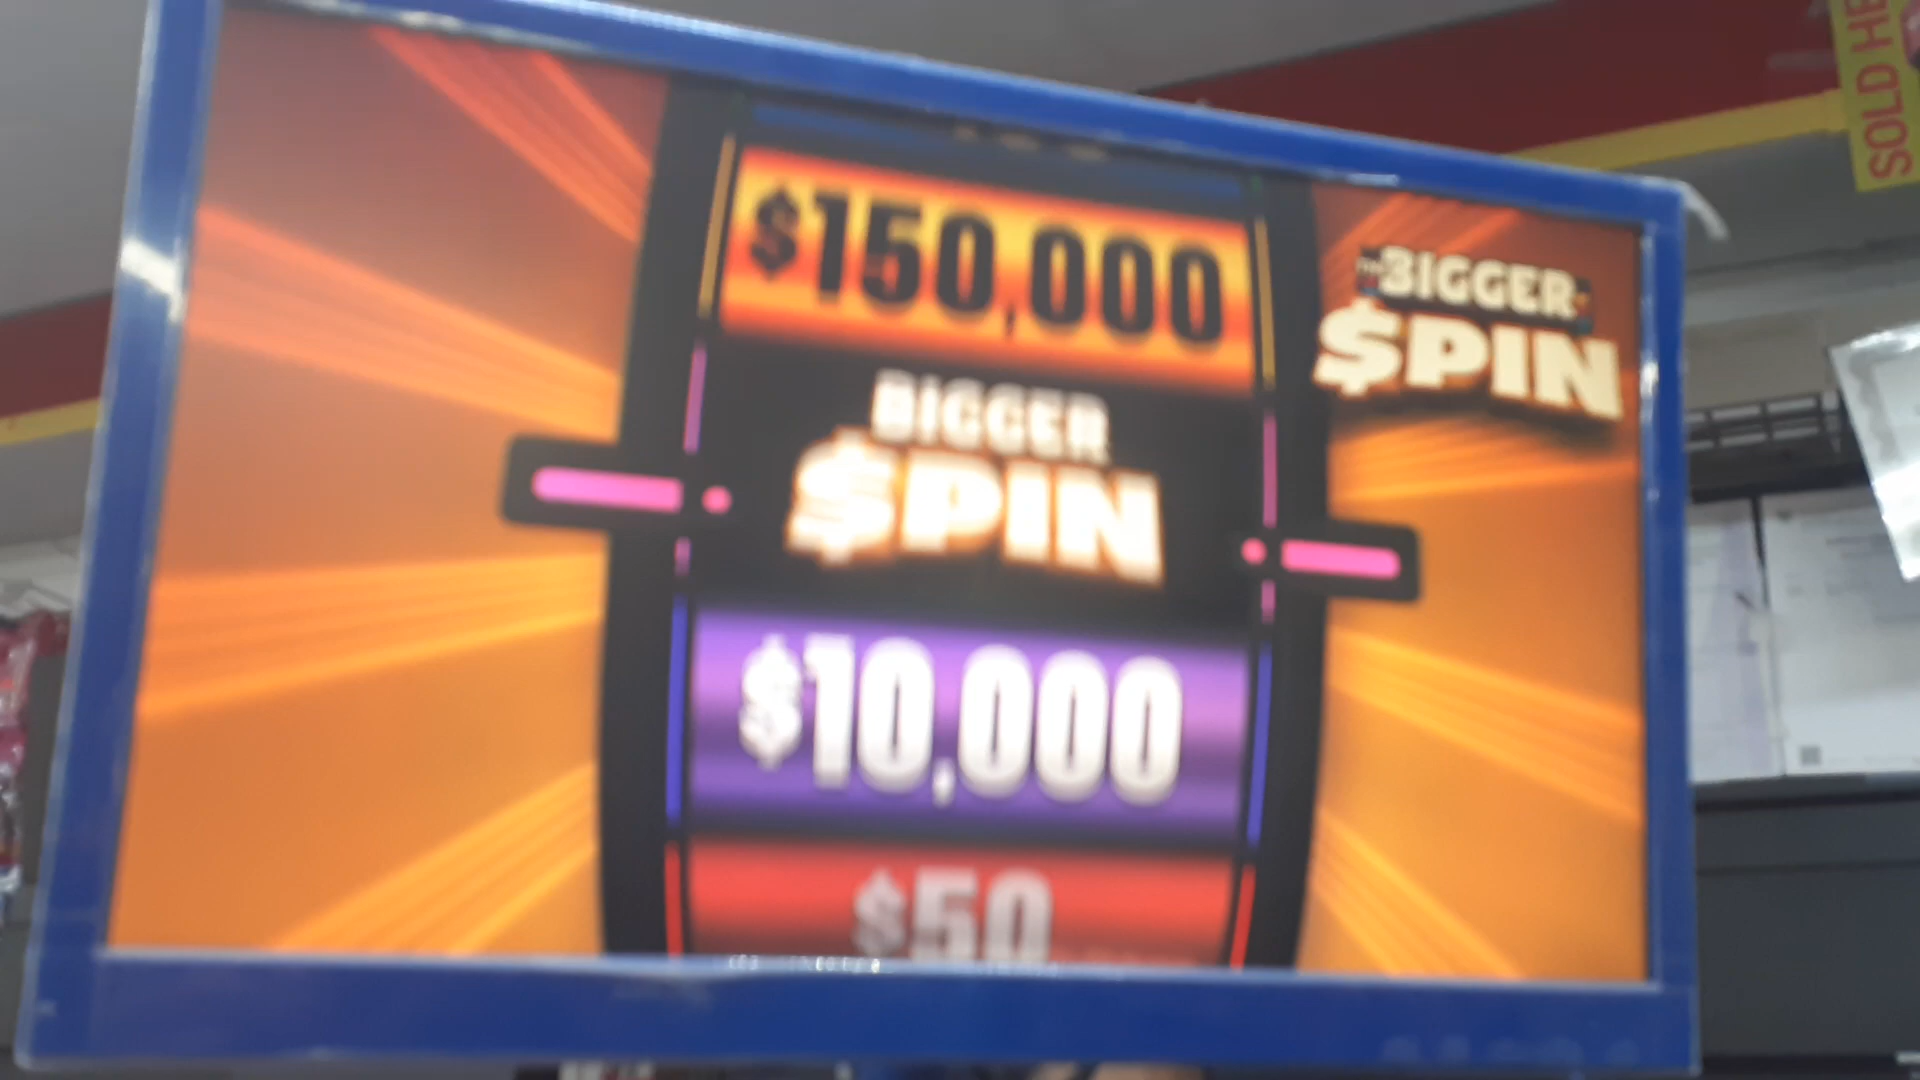 $150,000
BIGGER
$PIN
$10,000
$50
BIGGER
$PIN
SOLD HE